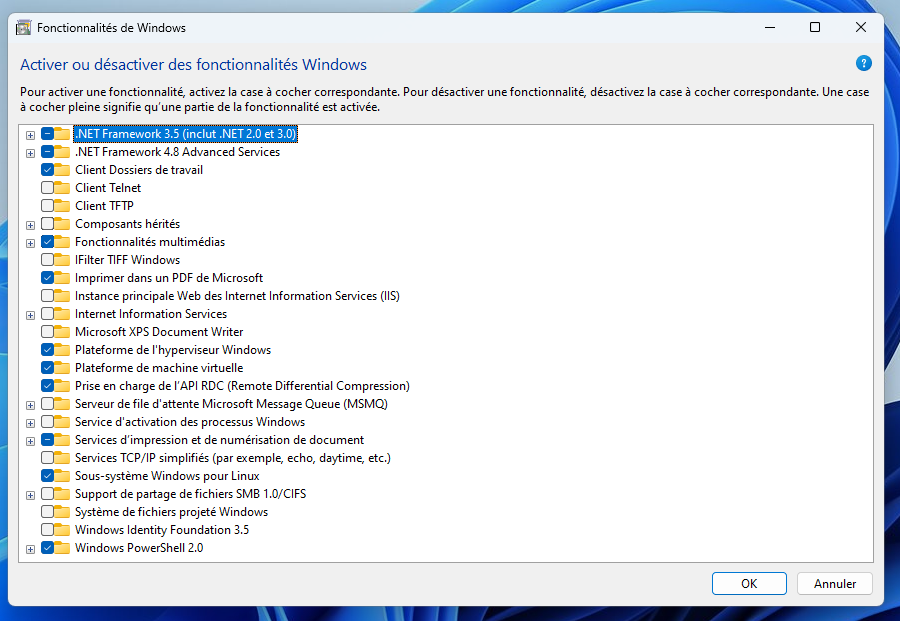 Fonctionnalités de Windows
Activer ou désactiver des fonctionnalités Windows
?
Pour activer une fonctionnalité, activez la case à cocher correspondante. Pour désactiver une fonctionnalité, désactivez la case à cocher correspondante. Une case
à cocher pleine signifie qu’une partie de la fonctionnalité est activée.
.NET Framework 3.5 (inclut .NET 2.0 et 3.0)
.NET Framework 4.8 Advanced Services
Client Dossiers de travail
Client Telnet
Client TFTP
Composants hérités
Fonctionnalités multimédias
IFilter TIFF Windows
Imprimer dans un PDF de Microsoft
Instance principale Web des Internet Information Services (IIS)
Internet Information Services
Microsoft XPS Document Writer
Plateforme de l’hyperviseur Windows
Plateforme de machine virtuelle
Prise en charge de l’API RDC (Remote Differential Compression)
Serveur de file d'attente Microsoft Message Queue (MSMQ)
Service d'activation des processus Windows
Services d’impression et de numérisation de document
Services TCP/IP simplifiés (par exemple, echo, daytime, etc.)
Sous-système Windows pour Linux
Support de partage de fichiers SMB 1.0/CIFS
Système de fichiers projeté Windows
Windows Identity Foundation 3.5
Windows PowerShell 2.0
OK
Annuler